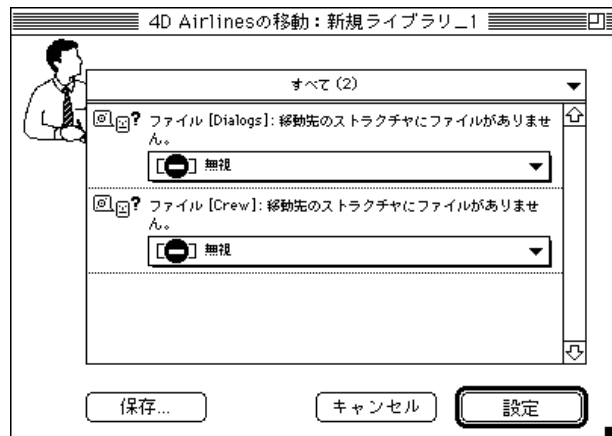 4D Airlinesの移動：新規ライブラリ_1
すべて (2)
ファイル [Dialogs]: 移動先のストラクチャにファイルがありませ
ん。
無視
ファイル [Crew]: 移動先のストラクチャにファイルがありませ
ん。
無視
保存... キャンセル 設定